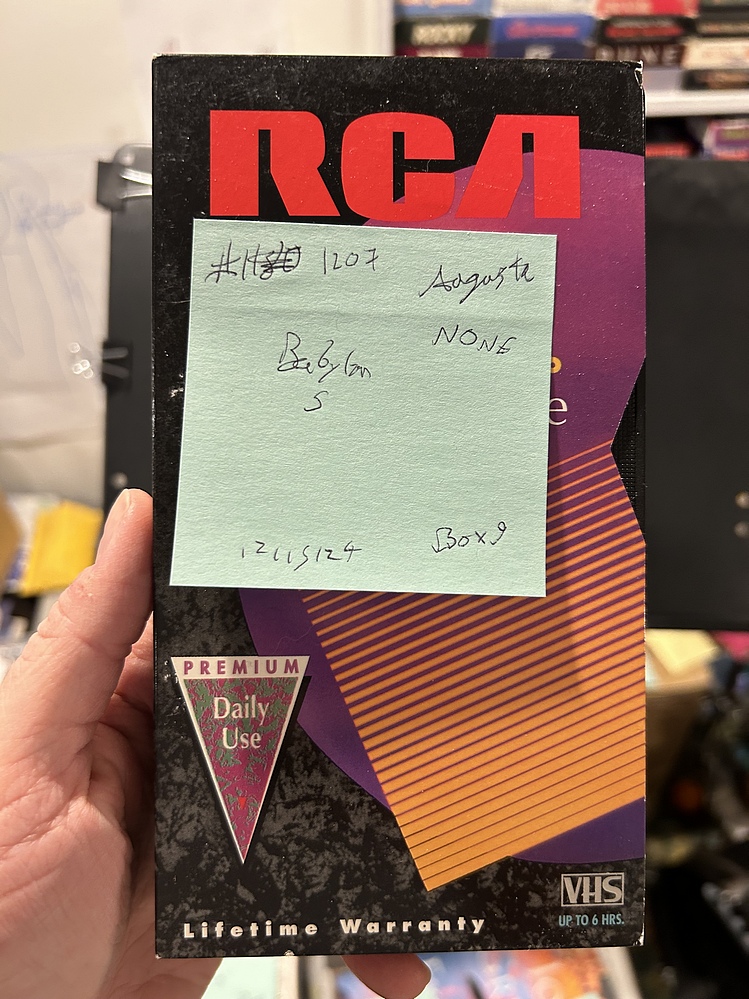 RCA
#11 1207
Augusta
NONE
Babylon
5
e
12/15/24
Box 9
PREMIUM
Daily
Use
Lifetime Warranty
VHS
UP TO 6 HRS.